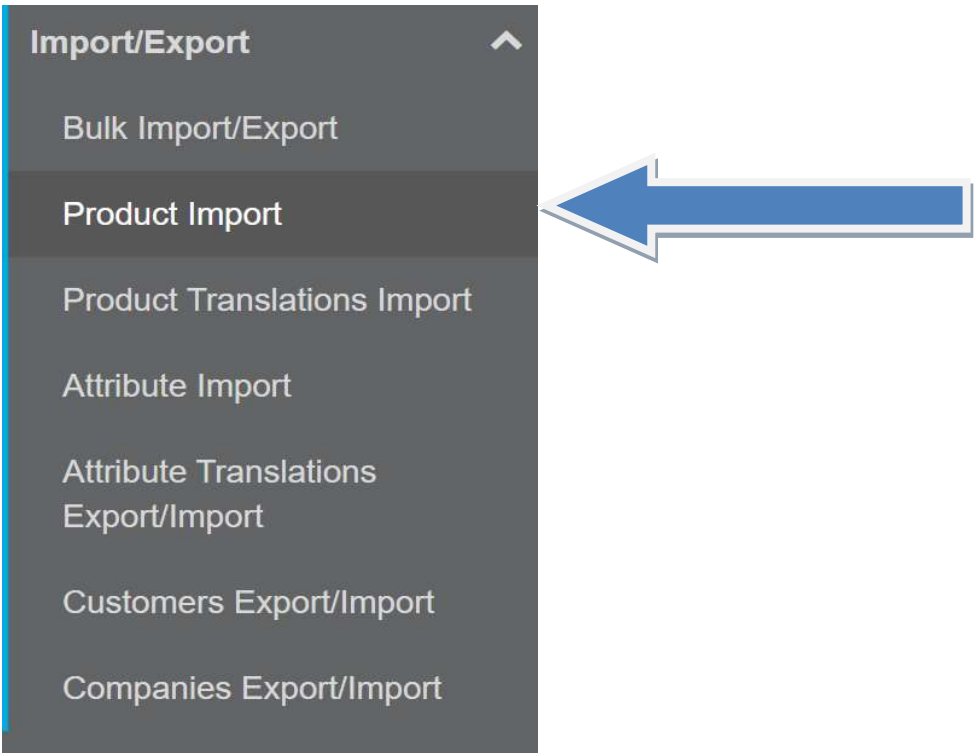 Import/Export
Bulk Import/Export
Product Import
Product Translations Import
Attribute Import
Attribute Translations
Export/Import
Customers Export/Import
Companies Export/Import